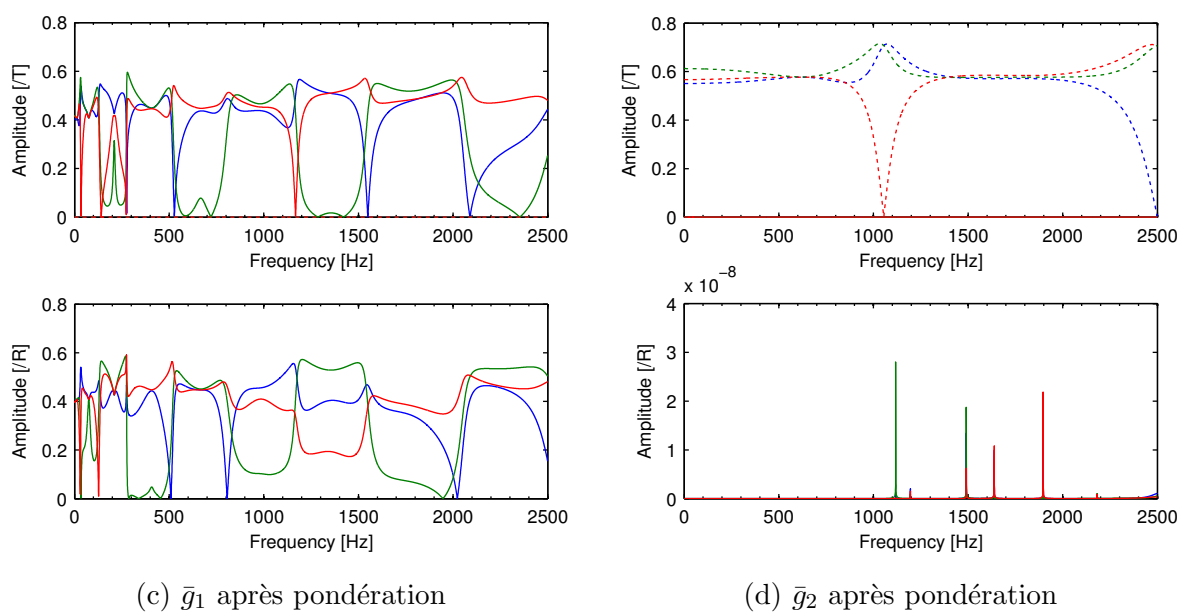 0.8
0.6
0.4
0.2
0
0 500 1000 1500 2000 2500
Amplitude [/T]
Frequency [Hz]
0.8
0.6
0.4
0.2
0
0 500 1000 1500 2000 2500
Amplitude [/R]
Frequency [Hz]
(c) ḡ₁ après pondération
0.8
0.6
0.4
0.2
0
0 500 1000 1500 2000 2500
Amplitude [/T]
Frequency [Hz]
x 10⁻⁸
4
3
2
1
0
0 500 1000 1500 2000 2500
Amplitude [/R]
Frequency [Hz]
(d) ḡ₂ après pondération